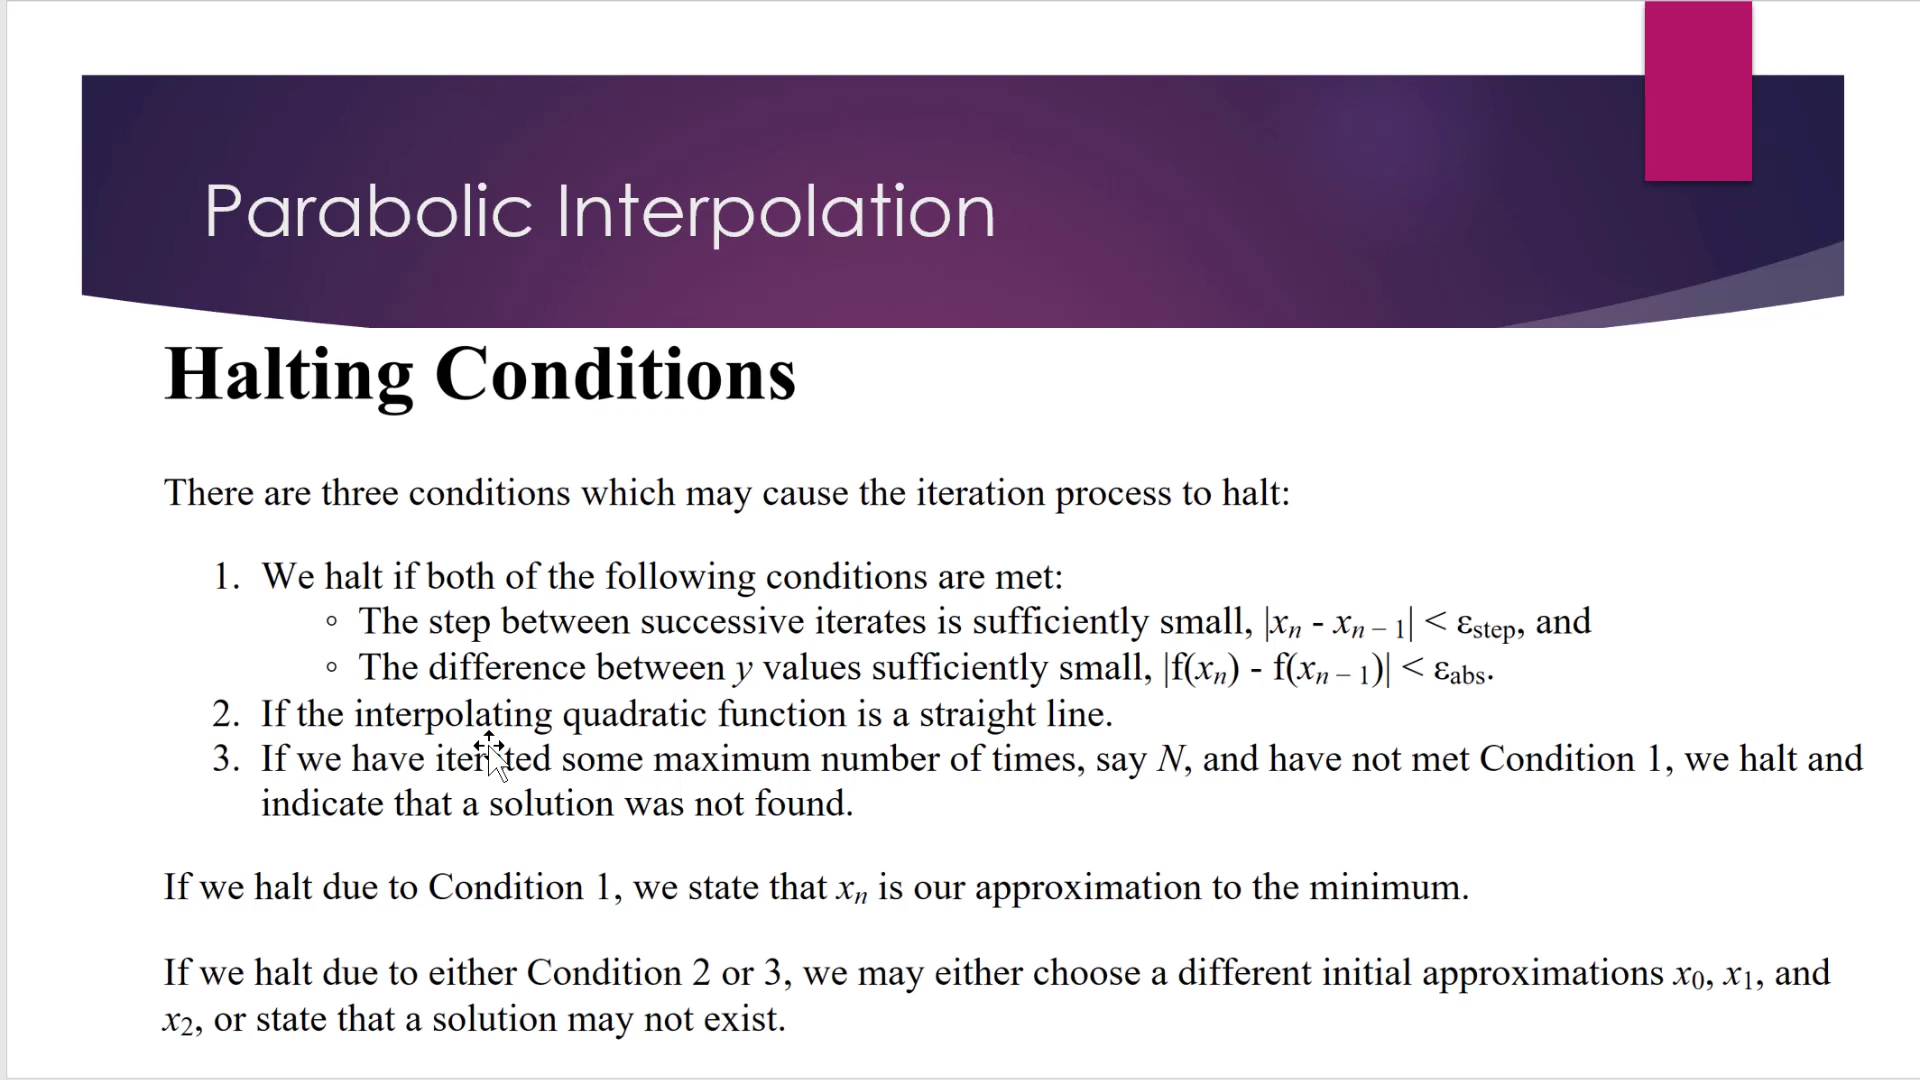 Parabolic Interpolation
Halting Conditions
There are three conditions which may cause the iteration process to halt:
1. We halt if both of the following conditions are met:
◦ The step between successive iterates is sufficiently small, |xₙ - xₙ₋₁| < ε_step, and
◦ The difference between y values sufficiently small, |f(xₙ) - f(xₙ₋₁)| < ε_abs.
2. If the interpolating quadratic function is a straight line.
3. If we have iterated some maximum number of times, say N, and have not met Condition 1, we halt and
indicate that a solution was not found.
If we halt due to Condition 1, we state that xₙ is our approximation to the minimum.
If we halt due to either Condition 2 or 3, we may either choose a different initial approximations x₀, x₁, and
x₂, or state that a solution may not exist.